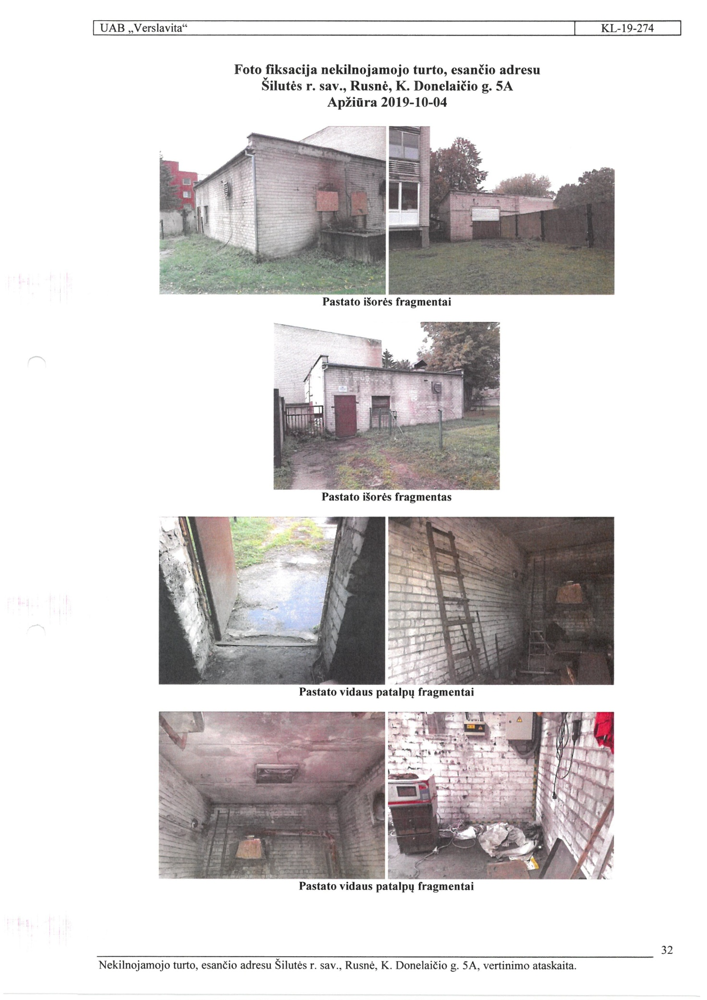 UAB „Verslavita“
KL-19-274
Foto fiksacija nekilnojamojo turto, esančio adresu
Šilutės r. sav., Rusnė, K. Donelaičio g. 5A
Apžiūra 2019-10-04
Pastato išorės fragmentai
Pastato išorės fragmentas
Pastato vidaus patalpų fragmentai
Pastato vidaus patalpų fragmentai
32
Nekilnojamojo turto, esančio adresu Šilutės r. sav., Rusnė, K. Donelaičio g. 5A, vertinimo ataskaita.